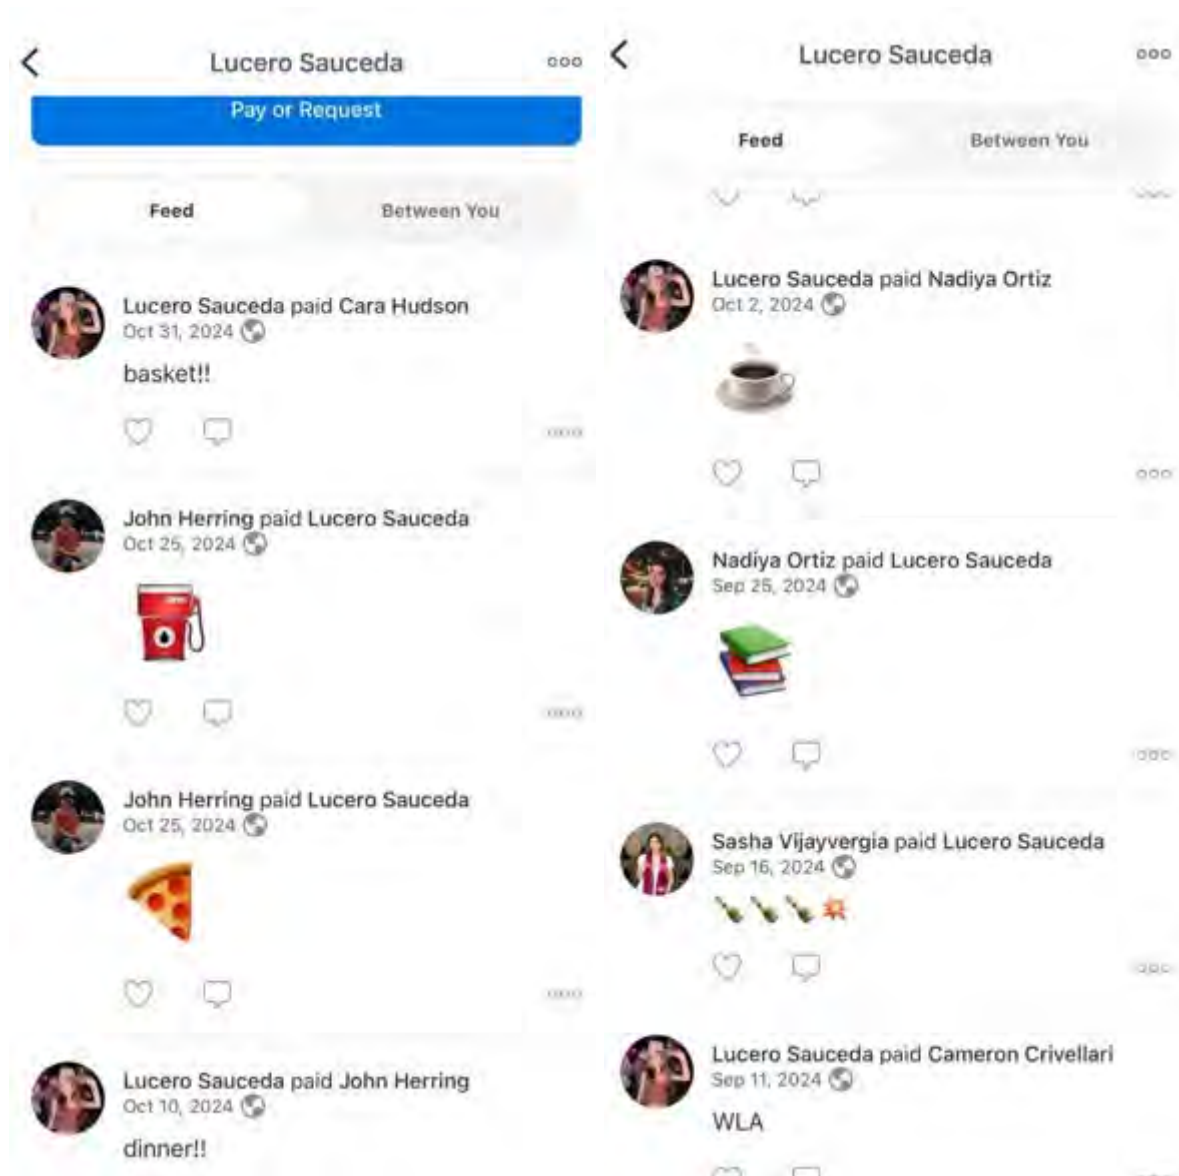 Lucero Sauceda
Pay or Request
Feed
Between You
Lucero Sauceda paid Cara Hudson
Oct 31, 2024
basket!!
John Herring paid Lucero Sauceda
Oct 25, 2024
John Herring paid Lucero Sauceda
Oct 25, 2024
Lucero Sauceda paid John Herring
Oct 10, 2024
dinner!!
Lucero Sauceda
Feed
Between You
Lucero Sauceda paid Nadiya Ortiz
Oct 2, 2024
Nadiya Ortiz paid Lucero Sauceda
Sep 25, 2024
Sasha Vijayvergia paid Lucero Sauceda
Sep 16, 2024
Lucero Sauceda paid Cameron Crivellari
Sep 11, 2024
WLA